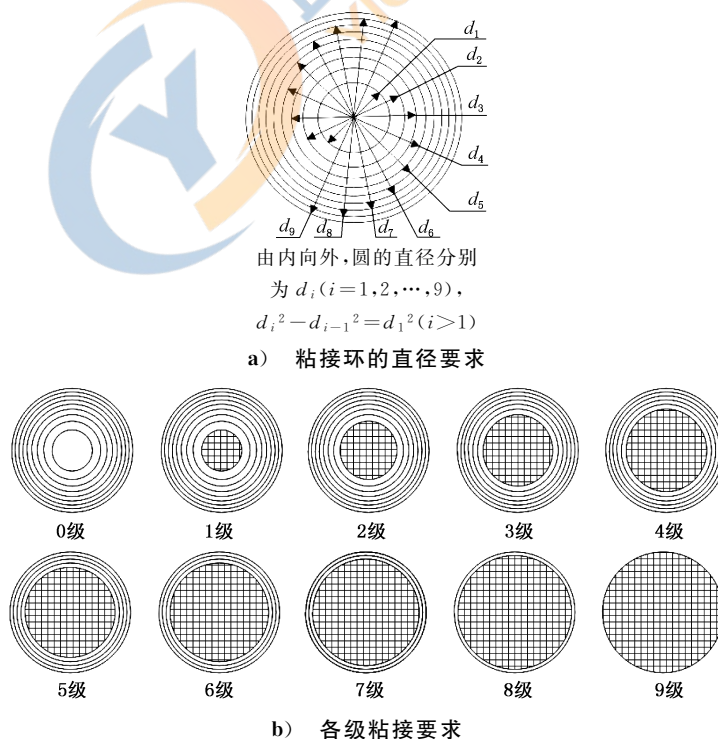 d₁
d₂
d₃
d₄
d₅
d₉ d₈ d₇ d₆
由内向外,圆的直径分别
为 dᵢ(i=1,2,…,9),
dᵢ²−dᵢ₋₁²=d₁²(i>1)
a) 粘接环的直径要求
0级 1级 2级 3级 4级
5级 6级 7级 8级 9级
b) 各级粘接要求